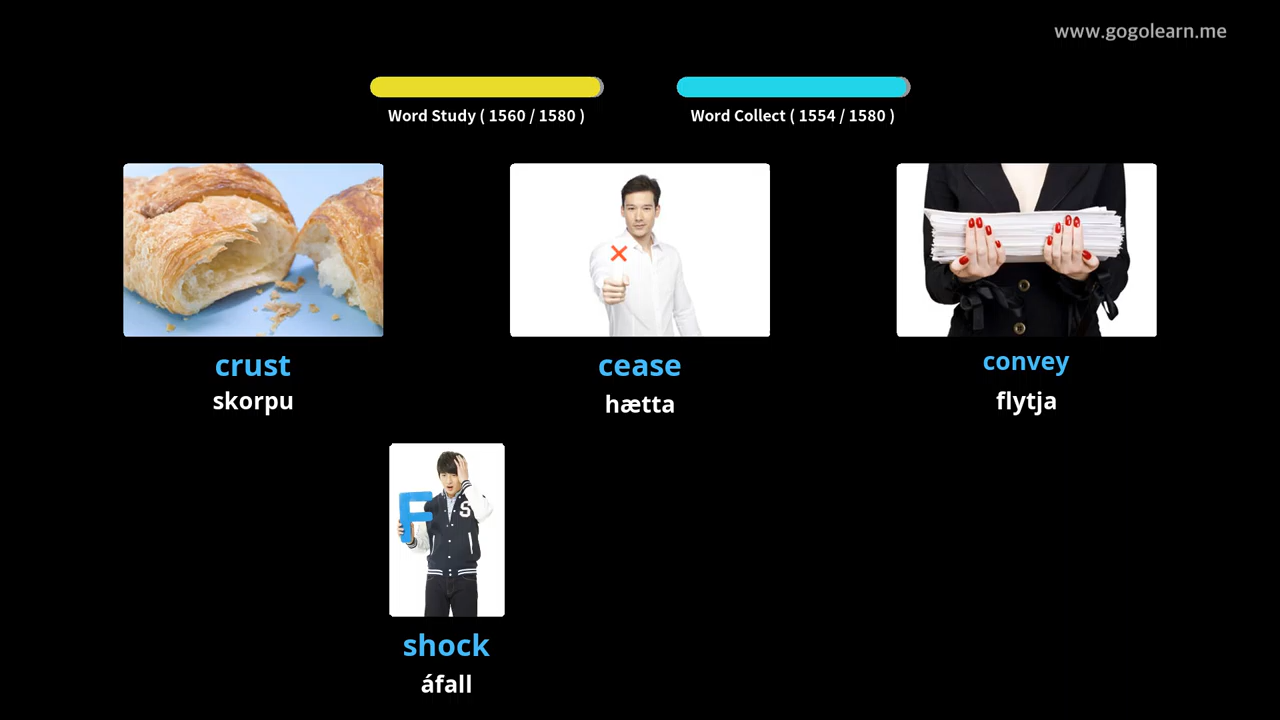 www.gogolearn.me
Word Study ( 1560 / 1580 )
Word Collect ( 1554 / 1580 )
crust
skorpu
cease
hætta
convey
flytja
F
S
shock
áfall